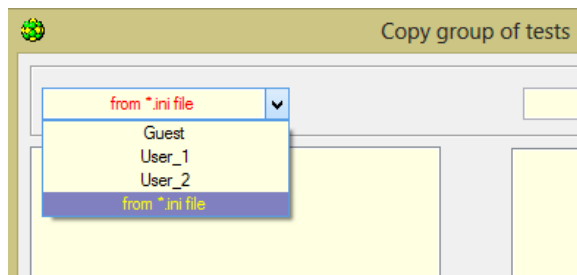 Copy group of tests
from *.ini file
Guest
User_1
User_2
from *.ini file